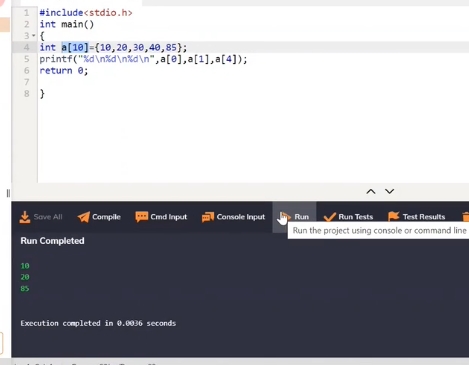 1 #include<stdio.h>
2 int main()
3 {
4 int a[10]={10,20,30,40,85};
5 printf("%d\n%d\n%d\n",a[0],a[1],a[4]);
6 return 0;
7
8 }
Save All Compile Cmd Input Console Input Run Run Tests Test Results
Run the project using console or command line
Run Completed
10
20
85
Execution completed in 0.0036 seconds